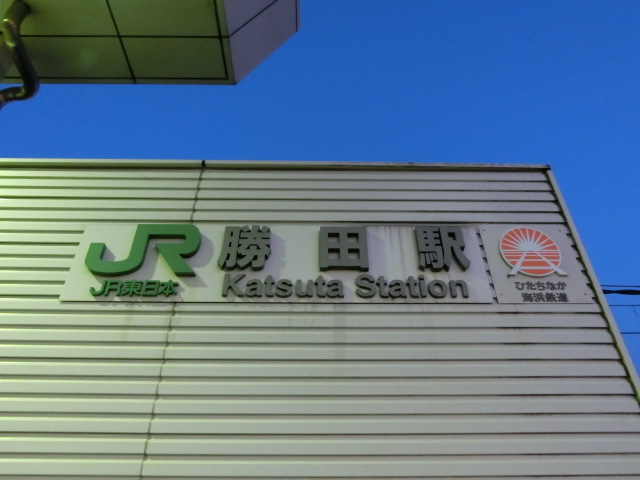 JR
JR東日本
勝田駅
Katsuta Station
ひたちなか
海浜鉄道